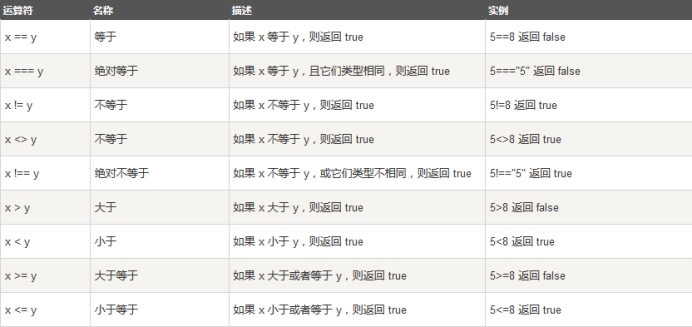 运算符 名称 描述 实例
x == y 等于 如果 x 等于 y，则返回 true 5==8 返回 false
x === y 绝对等于 如果 x 等于 y，且它们类型相同，则返回 true 5==="5" 返回 false
x != y 不等于 如果 x 不等于 y，则返回 true 5!=8 返回 true
x <> y 不等于 如果 x 不等于 y，则返回 true 5<>8 返回 true
x !== y 绝对不等于 如果 x 不等于 y，或它们类型不相同，则返回 true 5!=="5" 返回 true
x > y 大于 如果 x 大于 y，则返回 true 5>8 返回 false
x < y 小于 如果 x 小于 y，则返回 true 5<8 返回 true
x >= y 大于等于 如果 x 大于或者等于 y，则返回 true 5>=8 返回 false
x <= y 小于等于 如果 x 小于或者等于 y，则返回 true 5<=8 返回 true